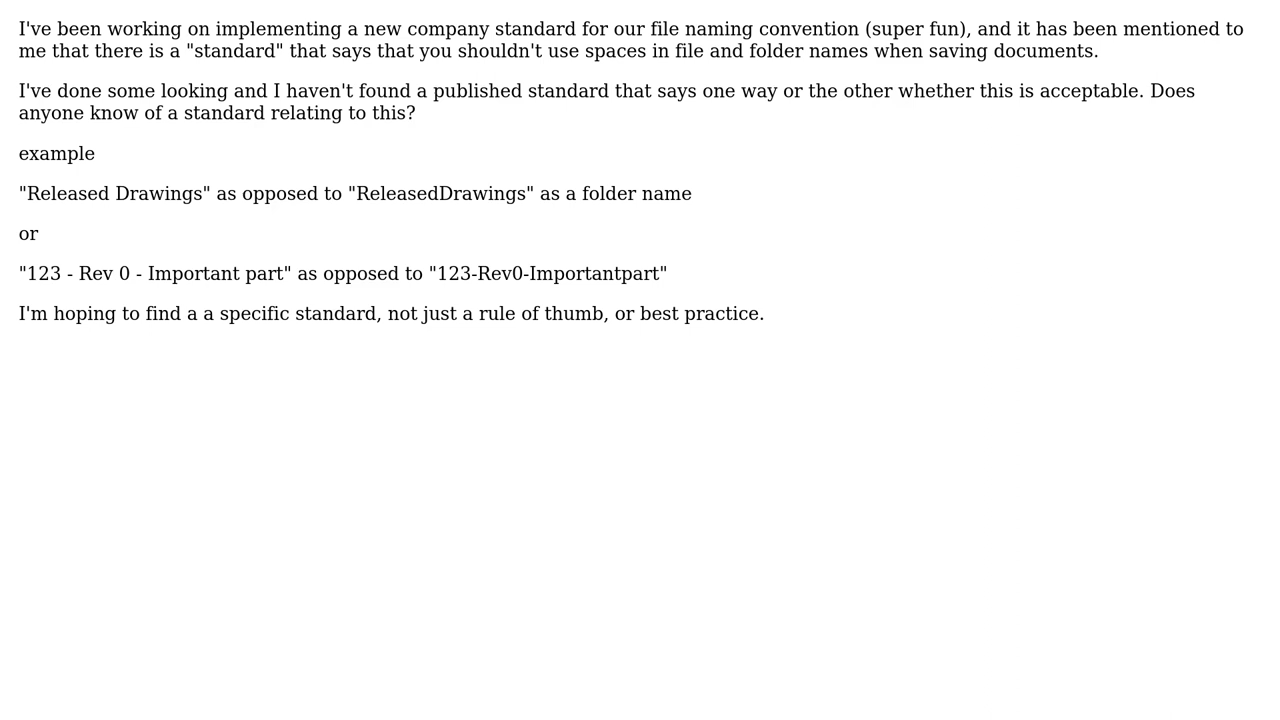 I've been working on implementing a new company standard for our file naming convention (super fun), and it has been mentioned to
me that there is a "standard" that says that you shouldn't use spaces in file and folder names when saving documents.
I've done some looking and I haven't found a published standard that says one way or the other whether this is acceptable. Does
anyone know of a standard relating to this?
example
"Released Drawings" as opposed to "ReleasedDrawings" as a folder name
or
"123 - Rev 0 - Important part" as opposed to "123-Rev0-Importantpart"
I'm hoping to find a a specific standard, not just a rule of thumb, or best practice.